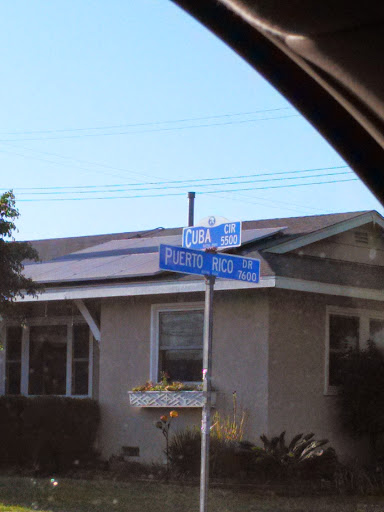 CUBA CIR
5500
PUERTO RICO DR
7600